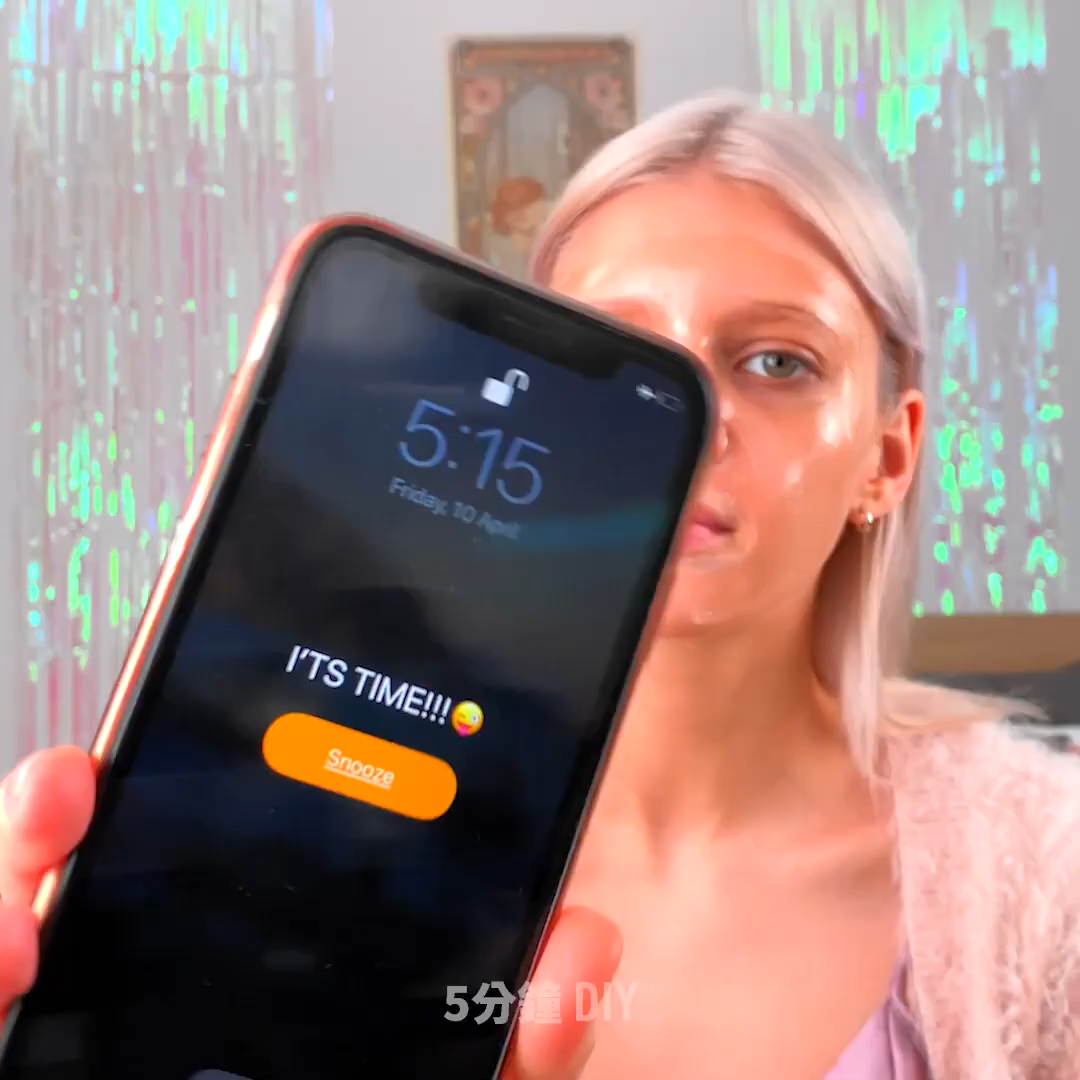 5:15
Friday, 10 April
I'TS TIME!!!😜
Snooze
5分鐘 DIY